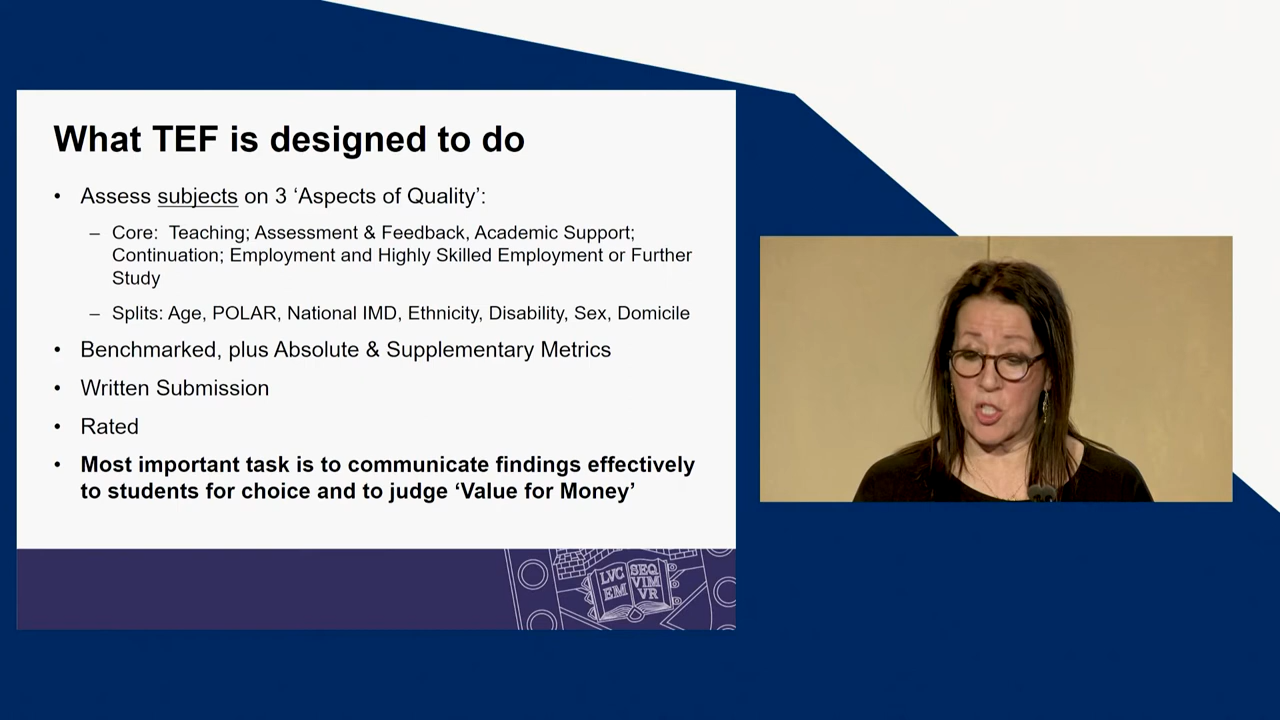 What TEF is designed to do
• Assess subjects on 3 ‘Aspects of Quality’:
– Core: Teaching; Assessment & Feedback, Academic Support;
Continuation; Employment and Highly Skilled Employment or Further
Study
– Splits: Age, POLAR, National IMD, Ethnicity, Disability, Sex, Domicile
• Benchmarked, plus Absolute & Supplementary Metrics
• Written Submission
• Rated
• Most important task is to communicate findings effectively
to students for choice and to judge ‘Value for Money’
LVC
EM
SEQ
VIM
VR